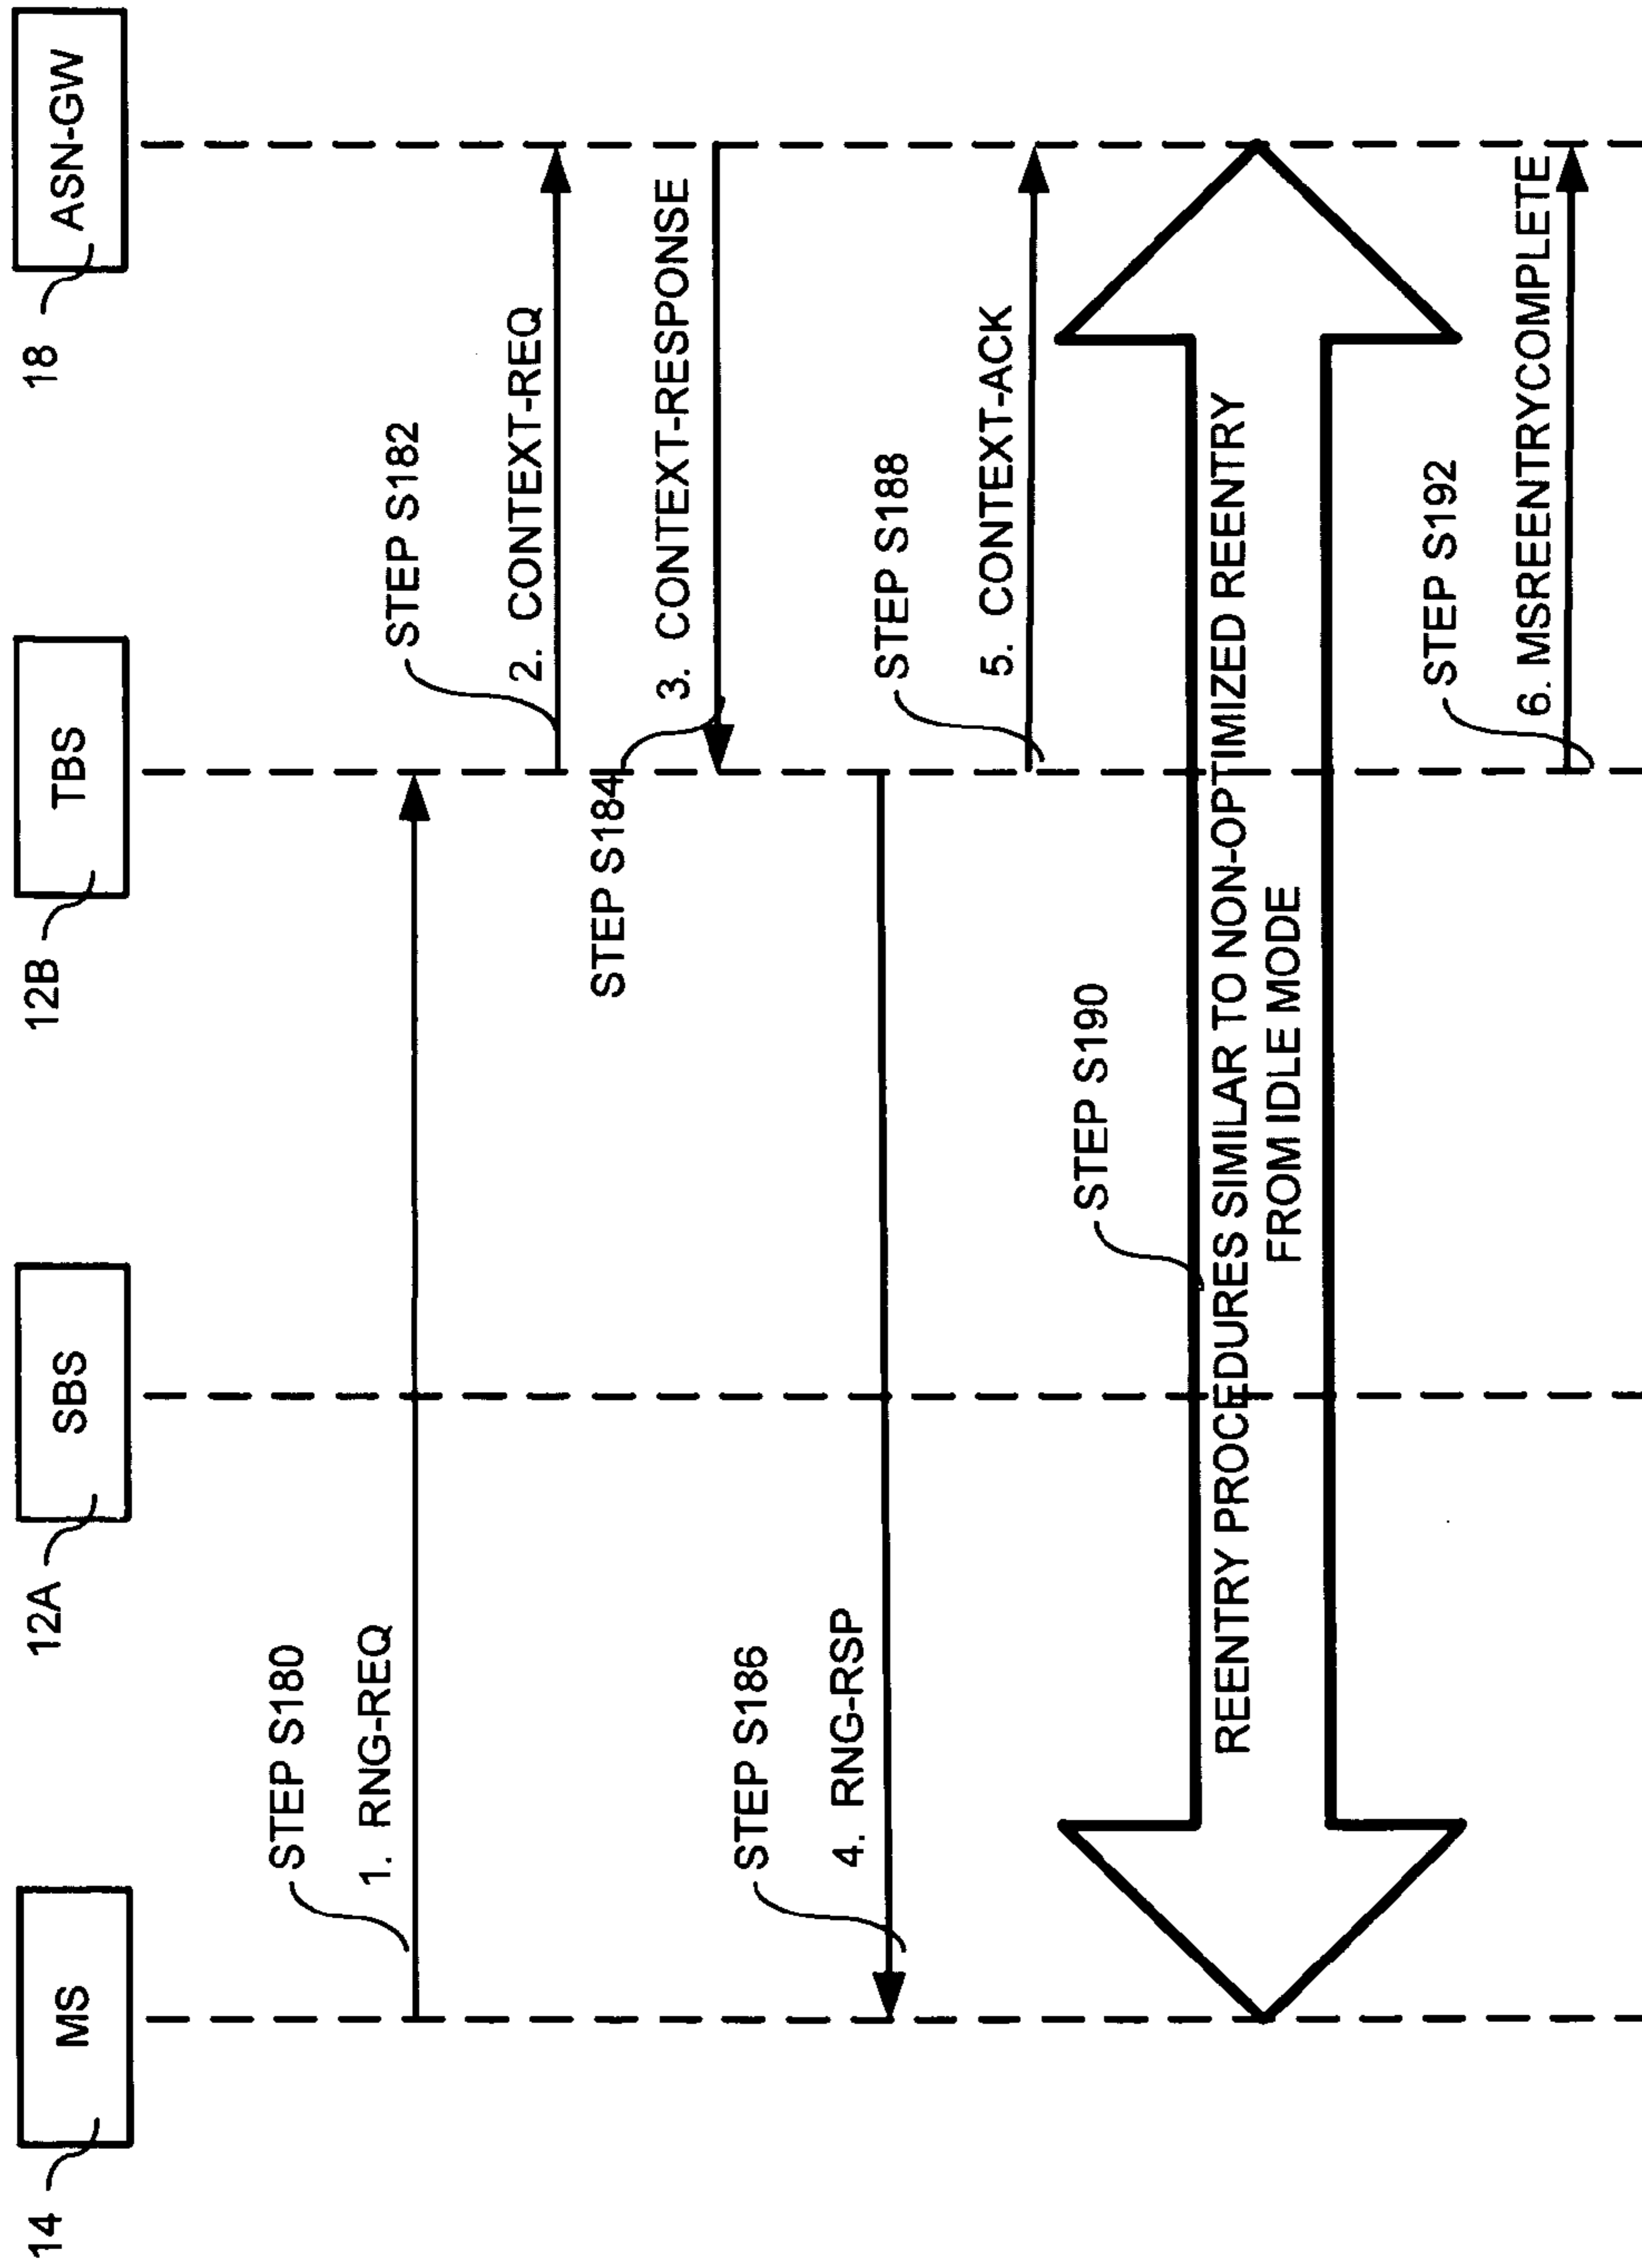 MS
14
SBS
12A
TBS
12B
ASN-GW
18
STEP S180
1. RNG-REQ
STEP S182
2. CONTEXT-REQ
STEP S184
3. CONTEXT-RESPONSE
STEP S186
4. RNG-RSP
STEP S188
5. CONTEXT-ACK
STEP S190
REENTRY PROCEDURES SIMILAR TO NON-OPTIMIZED REENTRY
FROM IDLE MODE
STEP S192
6. MSREENTRYCOMPLETE